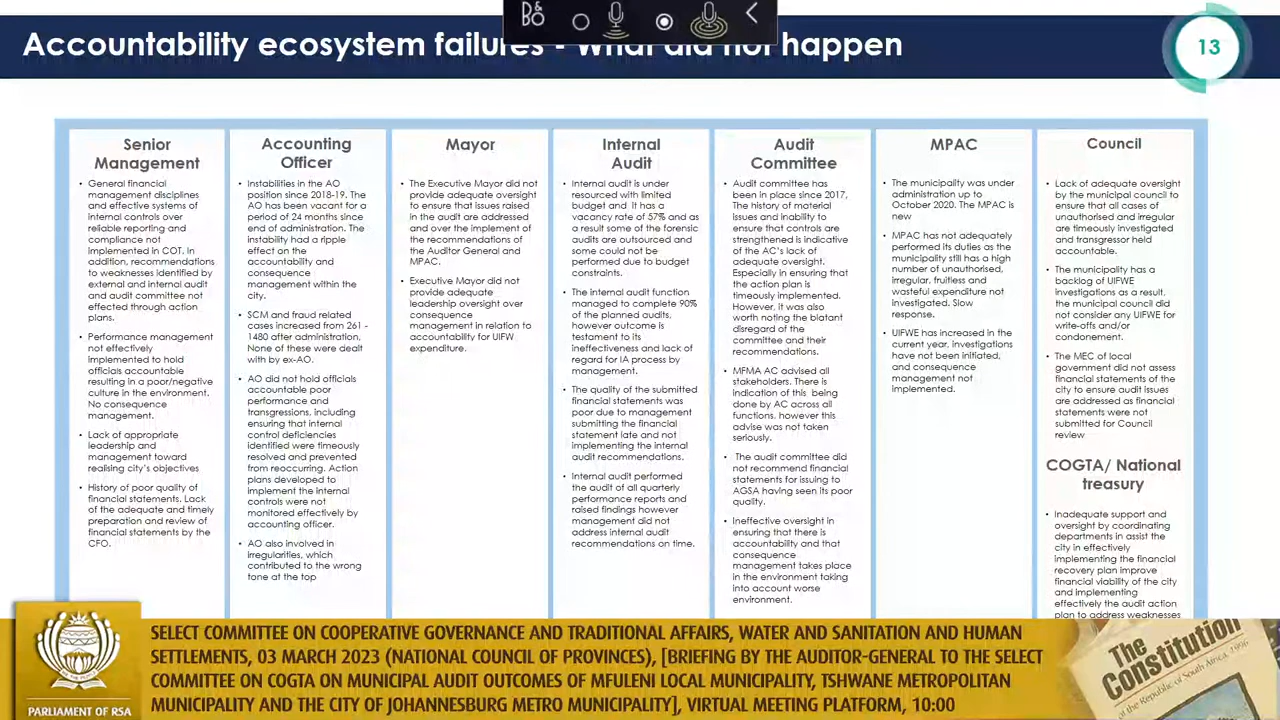 Accountability ecosystem failures - What did not happen
13
Senior
Management
• General financial
management disciplines
and effective systems of
internal controls over
reliable reporting and
compliance not
implemented in COT. In
addition, recommendations
to weaknesses identified by
external and internal audit
and audit committee not
effected through action
plans.
• Performance management
not effectively
implemented to hold
officials accountable
resulting in a poor/negative
culture in the environment.
No consequence
management.
• Lack of appropriate
leadership and
management toward
realising city's objectives
• History of poor quality of
financial statements. Lack
of the adequate and timely
preparation and review of
financial statements by the
CFO.
Accounting
Officer
• Instabilities in the AO
position since 2018-19. The
AO has been vacant for a
period of 24 months since
end of administration. The
instability had a ripple
effect on the
accountability and
consequence
management within the
city.
• SCM and fraud related
cases increased from 261 -
1480 after administration,
None of these were dealt
with by ex-AO.
• AO did not hold officials
accountable poor
performance and
transgressions, including
ensuring that internal
control deficiencies
identified were timeously
resolved and prevented
from reoccurring. Action
plans developed to
implement the internal
controls were not
monitored effectively by
accounting officer.
• AO also involved in
irregularities, which
contributed to the wrong
tone at the top
Mayor
• The Executive Mayor did not
provide adequate oversight
to ensure that issues raised
in the audit are addressed
and over the implement of
the recommendations of
the Auditor General and
MPAC.
• Executive Mayor did not
provide adequate
leadership oversight over
consequence
management in relation to
accountability for UIFW
expenditure.
Internal
Audit
• Internal audit is under
resourced with limited
budget and It has a
vacancy rate of 57% and as
a result some of the forensic
audits are outsourced and
some could not be
performed due to budget
constraints.
• The internal audit function
managed to complete 90%
of the planned audits,
however outcome is
testament to its
ineffectiveness and lack of
regard for IA process by
management.
• The quality of the submitted
financial statements was
poor due to management
submitting the financial
statement late and not
implementing the internal
audit recommendations.
• Internal audit performed
the audit of all quarterly
performance reports and
raised findings however
management did not
address internal audit
recommendations on time.
Audit
Committee
• Audit committee has
been in place since 2017,
The history of material
issues and inability to
ensure that controls are
strengthened is indicative
of the AC's lack of
adequate oversight.
Especially in ensuring that
the action plan is
timeously implemented.
However, it was also
worth noting the blatant
disregard of the
committee and their
recommendations.
• MFMA AC advised all
stakeholders. There is
indication of this being
done by AC across all
functions, however this
advise was not taken
seriously.
• The audit committee did
not recommend financial
statements for issuing to
AGSA having seen its poor
quality.
• Ineffective oversight in
ensuring that there is
accountability and that
consequence
management takes place
in the environment taking
into account worse
environment.
MPAC
• The municipality was under
administration up to
October 2020. The MPAC is
new
• MPAC has not adequately
performed its duties as the
municipality still has a high
number of unauthorised,
irregular, fruitless and
wasteful expenditure not
investigated. Slow
response.
• UIFWE has increased in the
current year, investigations
have not been initiated,
and consequence
management not
implemented.
Council
• Lack of adequate oversight
by the municipal council to
ensure that all cases of
unauthorised and irregular
are timeously investigated
and transgressor held
accountable.
• The municipality has a
backlog of UIFWE
investigations as a result,
the municipal council did
not consider any UIFWE for
write-offs and/or
condonement.
• The MEC of local
government did not assess
financial statements of the
city to ensure audit issues
are addressed as financial
statements were not
submitted for Council
review
COGTA/ National
treasury
• Inadequate support and
oversight by coordinating
departments in assist the
city in effectively
implementing the financial
recovery plan improve
financial viability of the city
and implementing
effectively the audit action
plan to address weaknesses
SELECT COMMITTEE ON COOPERATIVE GOVERNANCE AND TRADITIONAL AFFAIRS, WATER AND SANITATION AND HUMAN
SETTLEMENTS, 03 MARCH 2023 (NATIONAL COUNCIL OF PROVINCES), [BRIEFING BY THE AUDITOR-GENERAL TO THE SELECT
COMMITTEE ON COGTA ON MUNICIPAL AUDIT OUTCOMES OF MFULENI LOCAL MUNICIPALITY, TSHWANE METROPOLITAN
MUNICIPALITY AND THE CITY OF JOHANNESBURG METRO MUNICIPALITY], VIRTUAL MEETING PLATFORM, 10:00
PARLIAMENT OF RSA
The
Constitution
of the Republic of South Africa, 1996